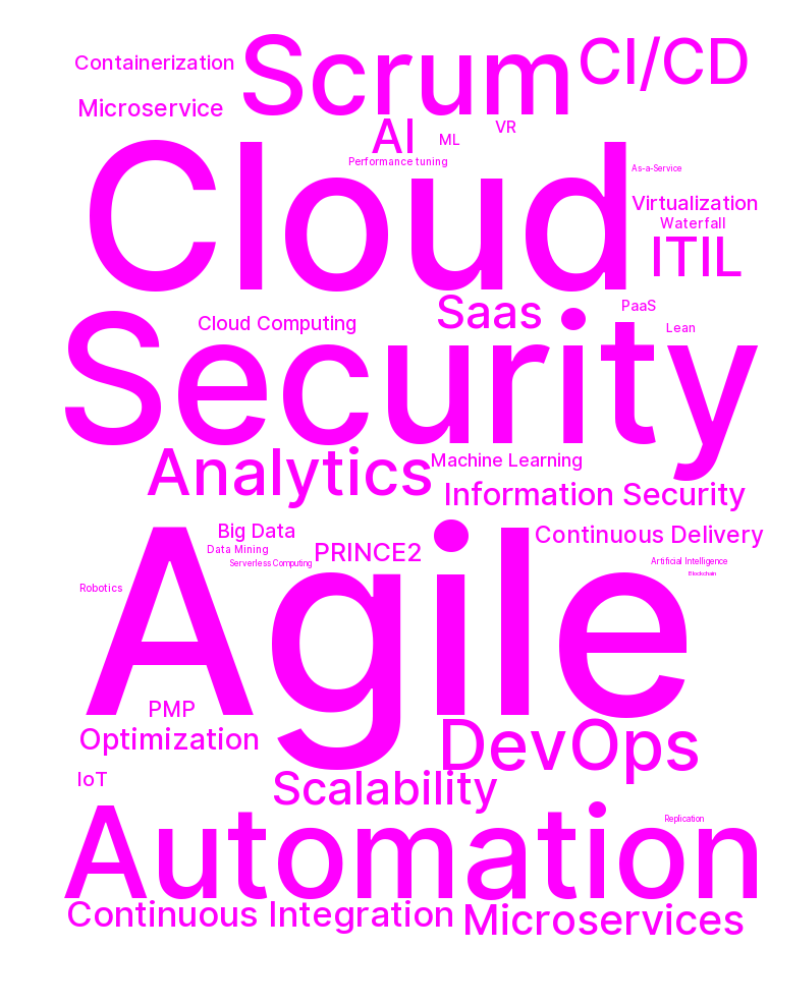 Scrum
CI/CD
Containerization
Microservice
AI
ML
VR
Performance tuning
Cloud
As-a-Service
Virtualization
Waterfall
ITIL
Saas
PaaS
Cloud Computing
Lean
Security
Analytics
Machine Learning
Information Security
Big Data
Continuous Delivery
Data Mining
PRINCE2
Serverless Computing
Artificial Intelligence
Blockchain
Robotics
Agile
PMP
Optimization
DevOps
IoT
Scalability
Replication
Automation
Continuous Integration
Microservices